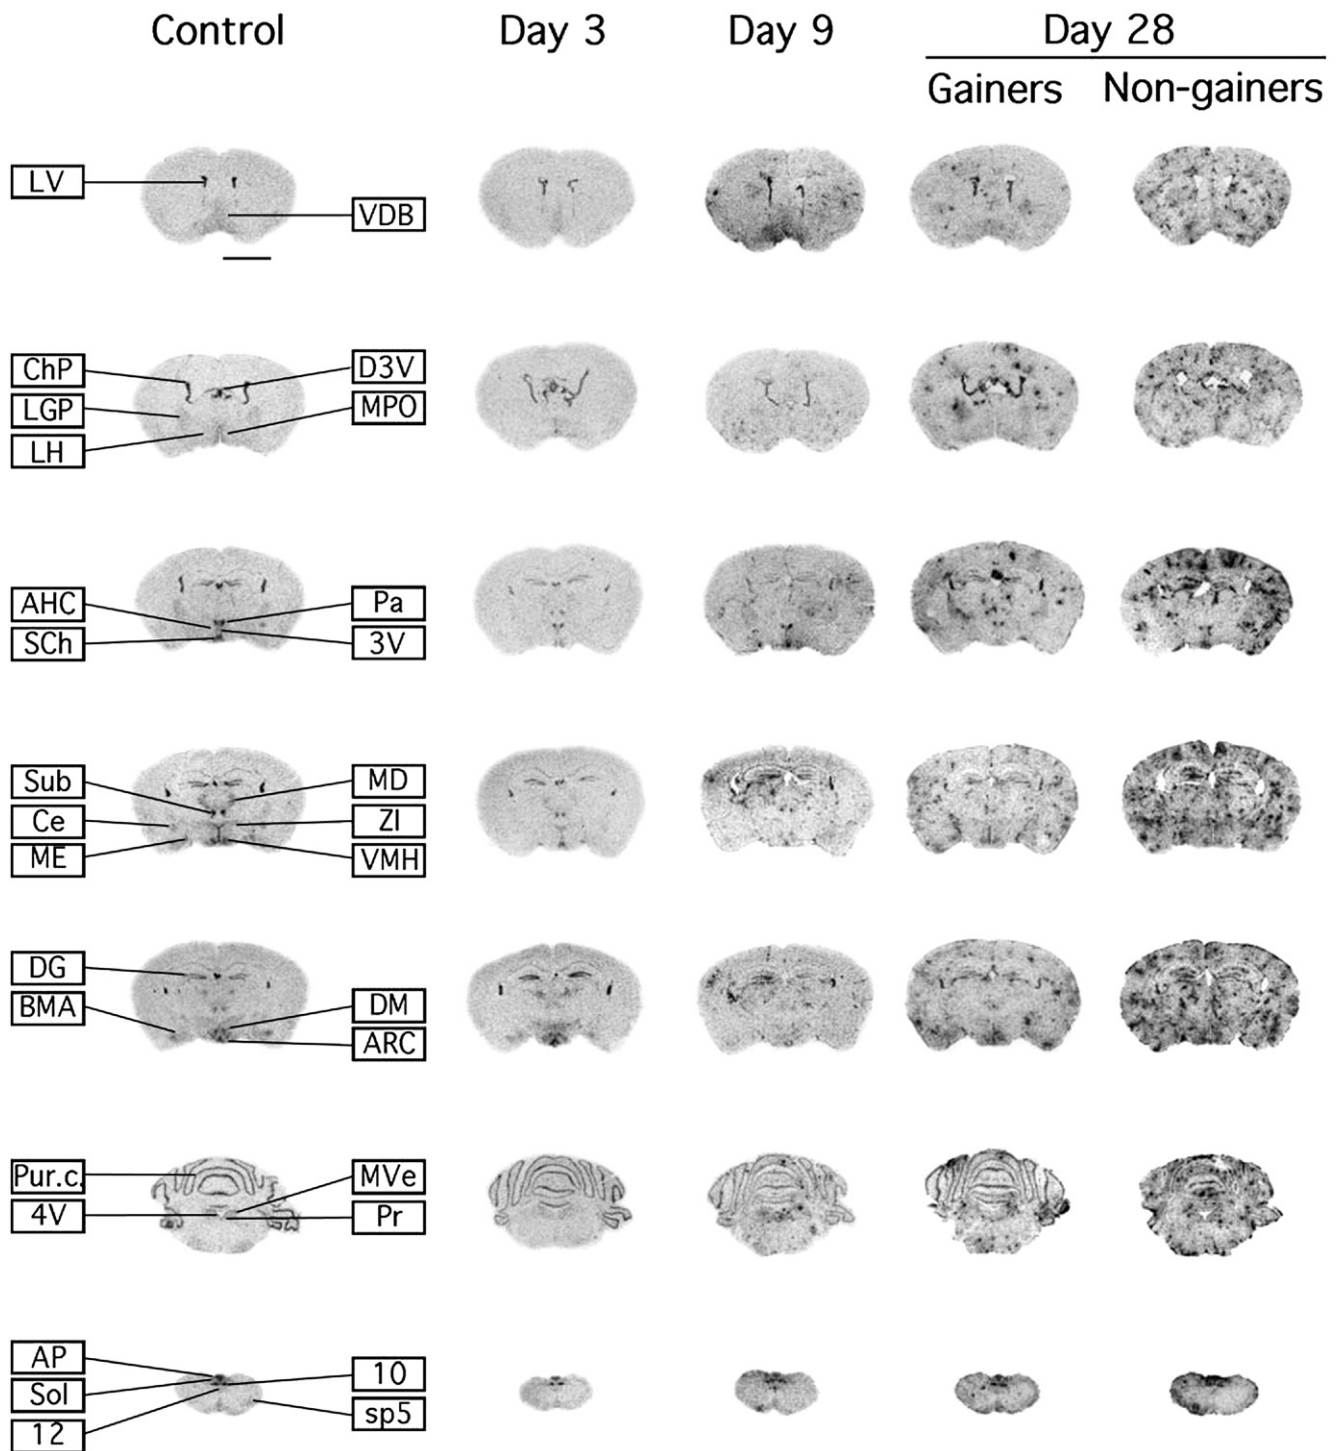 Control
Day 3
Day 9
Day 28
Gainers
Non-gainers
LV
VDB
ChP
D3V
LGP
MPO
LH
AHC
Pa
SCh
3V
Sub
MD
Ce
ZI
ME
VMH
DG
BMA
DM
ARC
Pur.c.
MVe
4V
Pr
AP
10
Sol
sp5
12